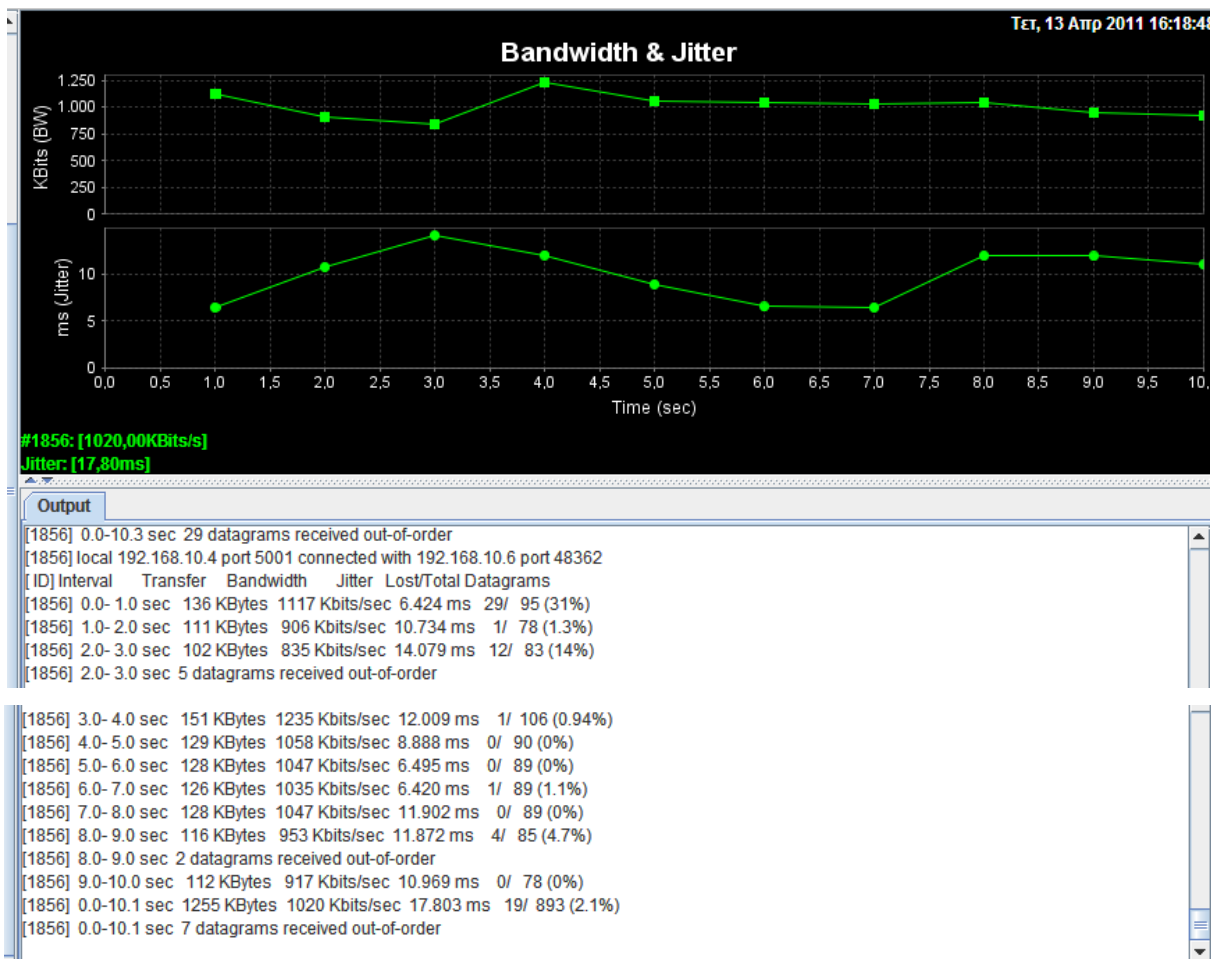 Τετ, 13 Απρ 2011 16:18:48
Bandwidth & Jitter
KBits (BW)
1.250
1.000
750
500
250
0
ms (Jitter)
10
5
0
0,0 0,5 1,0 1,5 2,0 2,5 3,0 3,5 4,0 4,5 5,0 5,5 6,0 6,5 7,0 7,5 8,0 8,5 9,0 9,5 10,
Time (sec)
#1856: [1020,00KBits/s]
Jitter: [17,80ms]
Output
[1856] 0.0-10.3 sec 29 datagrams received out-of-order
[1856] local 192.168.10.4 port 5001 connected with 192.168.10.6 port 48362
[ ID] Interval Transfer Bandwidth Jitter Lost/Total Datagrams
[1856] 0.0- 1.0 sec 136 KBytes 1117 Kbits/sec 6.424 ms 29/ 95 (31%)
[1856] 1.0- 2.0 sec 111 KBytes 906 Kbits/sec 10.734 ms 1/ 78 (1.3%)
[1856] 2.0- 3.0 sec 102 KBytes 835 Kbits/sec 14.079 ms 12/ 83 (14%)
[1856] 2.0- 3.0 sec 5 datagrams received out-of-order
[1856] 3.0- 4.0 sec 151 KBytes 1235 Kbits/sec 12.009 ms 1/ 106 (0.94%)
[1856] 4.0- 5.0 sec 129 KBytes 1058 Kbits/sec 8.888 ms 0/ 90 (0%)
[1856] 5.0- 6.0 sec 128 KBytes 1047 Kbits/sec 6.495 ms 0/ 89 (0%)
[1856] 6.0- 7.0 sec 126 KBytes 1035 Kbits/sec 6.420 ms 1/ 89 (1.1%)
[1856] 7.0- 8.0 sec 128 KBytes 1047 Kbits/sec 11.902 ms 0/ 89 (0%)
[1856] 8.0- 9.0 sec 116 KBytes 953 Kbits/sec 11.872 ms 4/ 85 (4.7%)
[1856] 8.0- 9.0 sec 2 datagrams received out-of-order
[1856] 9.0-10.0 sec 112 KBytes 917 Kbits/sec 10.969 ms 0/ 78 (0%)
[1856] 0.0-10.1 sec 1255 KBytes 1020 Kbits/sec 17.803 ms 19/ 893 (2.1%)
[1856] 0.0-10.1 sec 7 datagrams received out-of-order